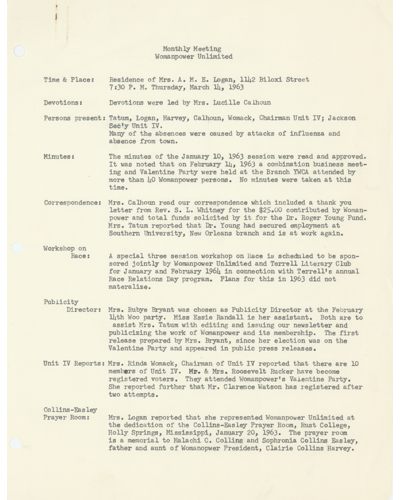 Monthly Meeting
Womanpower Unlimited
Time & Place: Residence of Mrs. A. M. E. Logan, 1142 Biloxi Street
7:30 P. M. Thursday, March 14, 1963
Devotions: Devotions were led by Mrs. Lucille Calhoun
Persons present: Tatum, Logan, Harvey, Calhoun, Womack, Chairman Unit IV; Jackson
Sec'y Unit IV.
Many of the absences were caused by attacks of influenza and
absence from town.
Minutes: The minutes of the January 10, 1963 session were read and approved.
It was noted that on February 14, 1963 a combination business meet-
ing and Valentine Party were held at the Branch YWCA attended by
more than 40 Womanpower persons. No minutes were taken at this
time.
Correspondence: Mrs. Calhoun read our correspondence which included a thank you
letter from Rev. S. L. Whitney for the $25.00 contributed by Woman-
power and total funds solicited by it for the Dr. Roger Young Fund.
Mrs. Tatum reported that Dr. Young had secured employment at
Southern University, New Orleans branch and is at work again.
Workshop on
Race: A special three session workshop on Race is scheduled to be spon-
sored jointly by Womanpower Unlimited and Terrell Literary Club
for January and February 1964 in connection with Terrell's annual
Race Relations Day program. Plans for this in 1963 did not
materalise.
Publicity
Director: Mrs. Rubye Bryant was chosen as Publicity Director at the February
14th Woo party. Miss Essie Randall is her assistant. Both are to
assist Mrs. Tatum with editing and issuing our newsletter and
publicizing the work of Womanpower and its membership. The first
release prepared by Mrs. Bryant, since her election was on the
Valentine Party and appeared in public press releases.
Unit IV Reports: Mrs. Rinda Womack, Chairman of Unit IV reported that there are 10
members of Unit IV. Mr. & Mrs. Roosevelt Rucker have become
registered voters. They attended Womanpower's Valentine Party.
She reported further that Mr. Clarence Watson has registered after
two attempts.
Collins-Easley
Prayer Room: Mrs. Logan reported that she represented Womanpower Unlimited at
the dedication of the Collins-Easley Prayer Room, Rust College,
Holly Springs, Mississippi, January 20, 1963. The prayer room
is a memorial to Malachi C. Collins and Sophronia Collins Easley,
father and aunt of Womanopwer President, Clairie Collins Harvey.